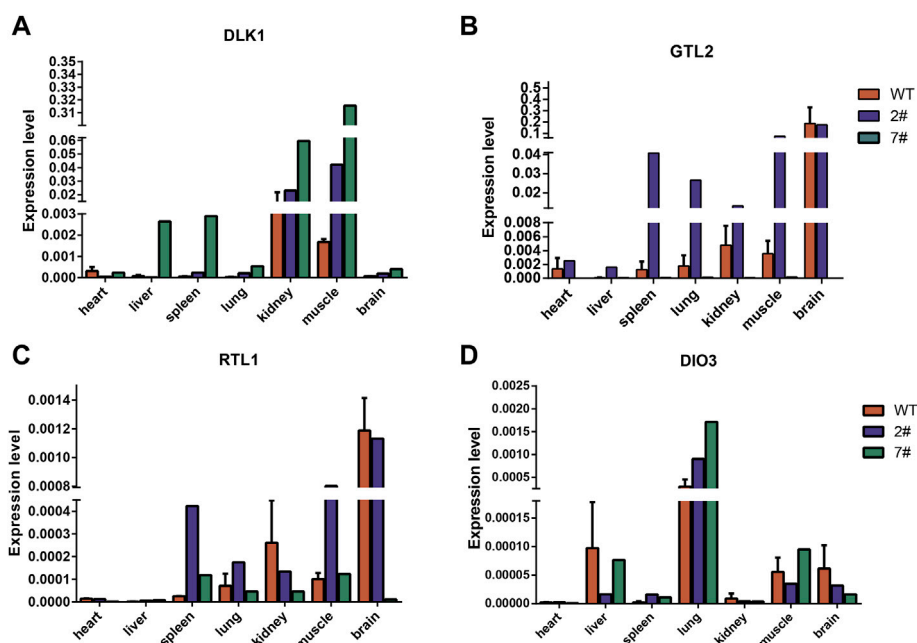 A
DLK1
Expression level
0.35
0.33
0.32
0.31
0.06
0.05
0.04
0.03
0.02
0.003
0.002
0.001
0.000
heart
liver
spleen
lung
kidney
muscle
brain
B
GTL2
Expression level
0.5
0.4
0.3
0.2
0.1
0.04
0.02
0.008
0.006
0.004
0.002
0.000
heart
liver
spleen
lung
kidney
muscle
brain
WT
2#
7#
C
RTL1
Expression level
0.0014
0.0012
0.0010
0.0008
0.0004
0.0003
0.0002
0.0001
0.0000
heart
liver
spleen
lung
kidney
muscle
brain
D
DIO3
Expression level
0.0025
0.0020
0.0015
0.0010
0.0005
0.00015
0.00010
0.00005
0.00000
heart
liver
spleen
lung
kidney
muscle
brain
WT
2#
7#